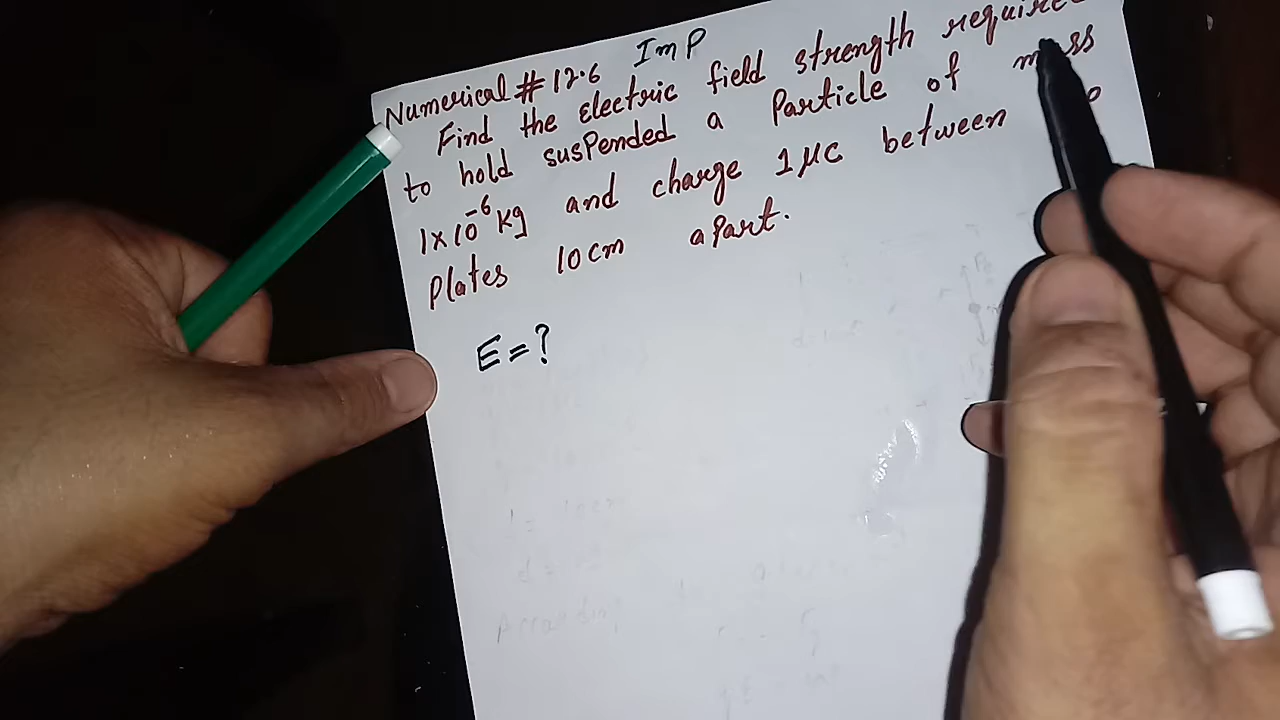 Imp
Numerical # 12.6
Find the electric field strength required
to hold suspended a Particle of mass
1×10⁻⁶ kg and charge 1μc between
Plates 10cm apart.
E=?